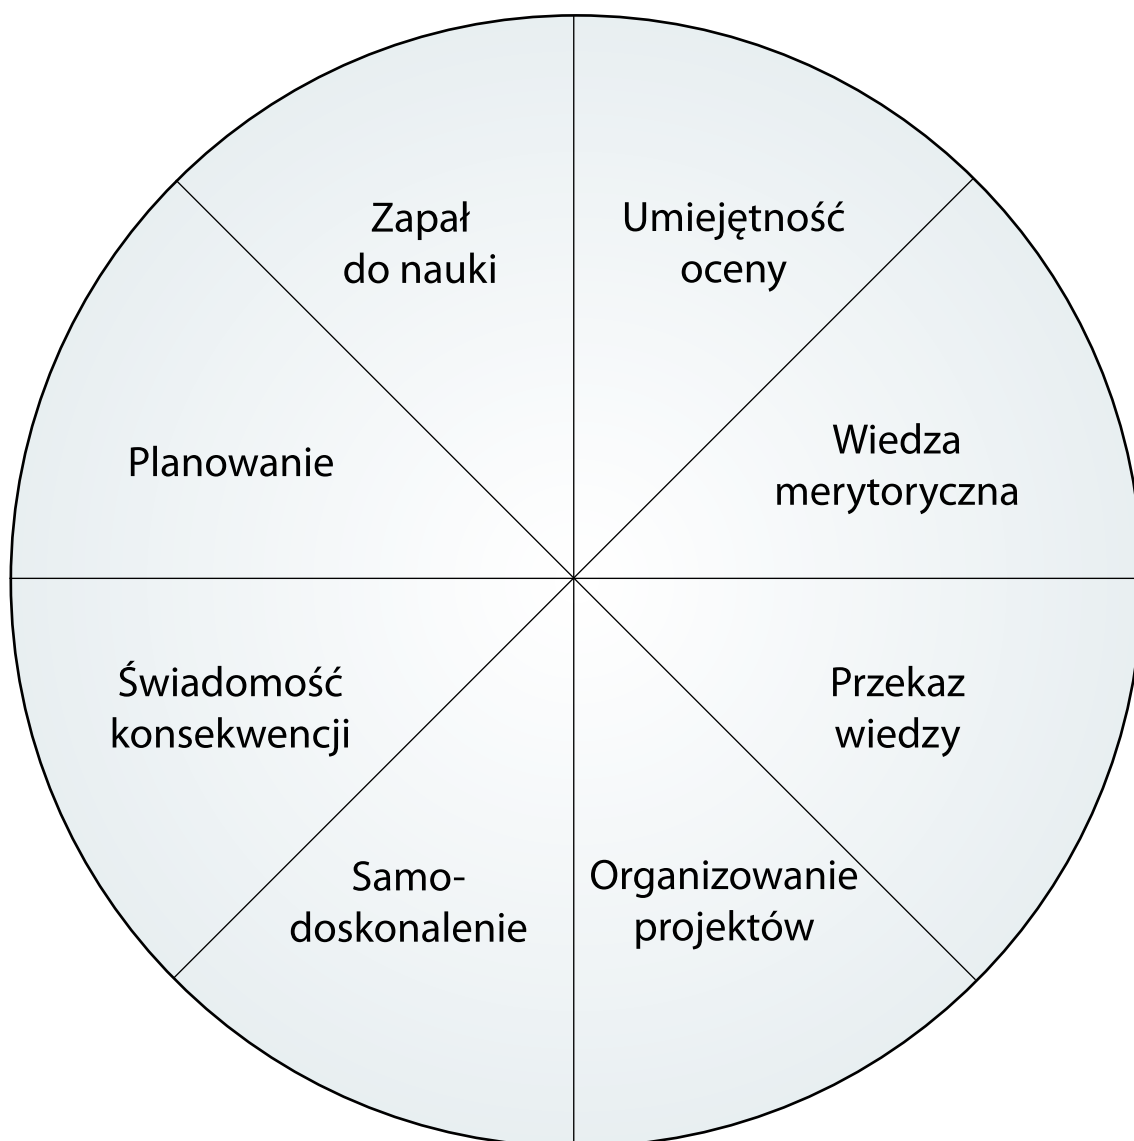 Zapał
do nauki
Umiejętność
oceny
Wiedza
merytoryczna
Planowanie
Świadomość
konsekwencji
Przekaz
wiedzy
Samo-
doskonalenie
Organizowanie
projektów